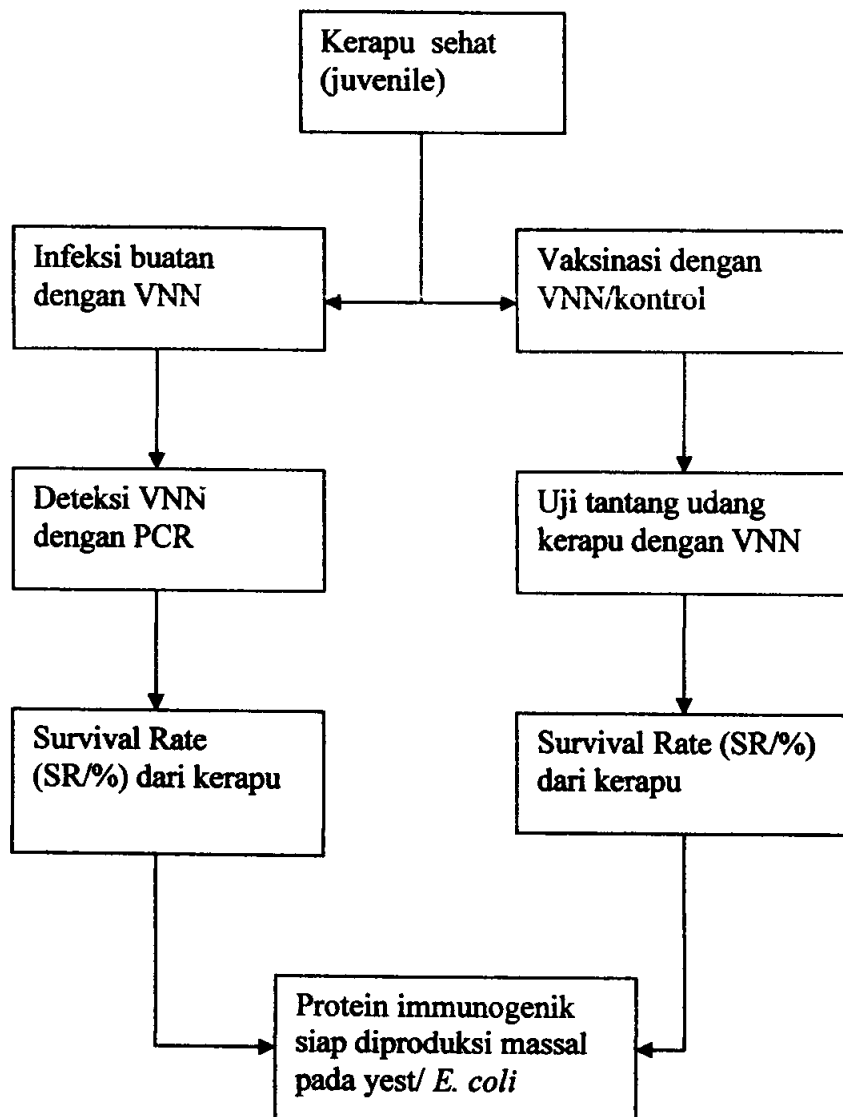 Kerapu sehat
(juvenile)
Infeksi buatan
dengan VNN
Vaksinasi dengan
VNN/kontrol
Deteksi VNN
dengan PCR
Uji tantang udang
kerapu dengan VNN
Survival Rate
(SR/%) dari kerapu
Survival Rate (SR/%)
dari kerapu
Protein immunogenik
siap diproduksi massal
pada yest/ E. coli